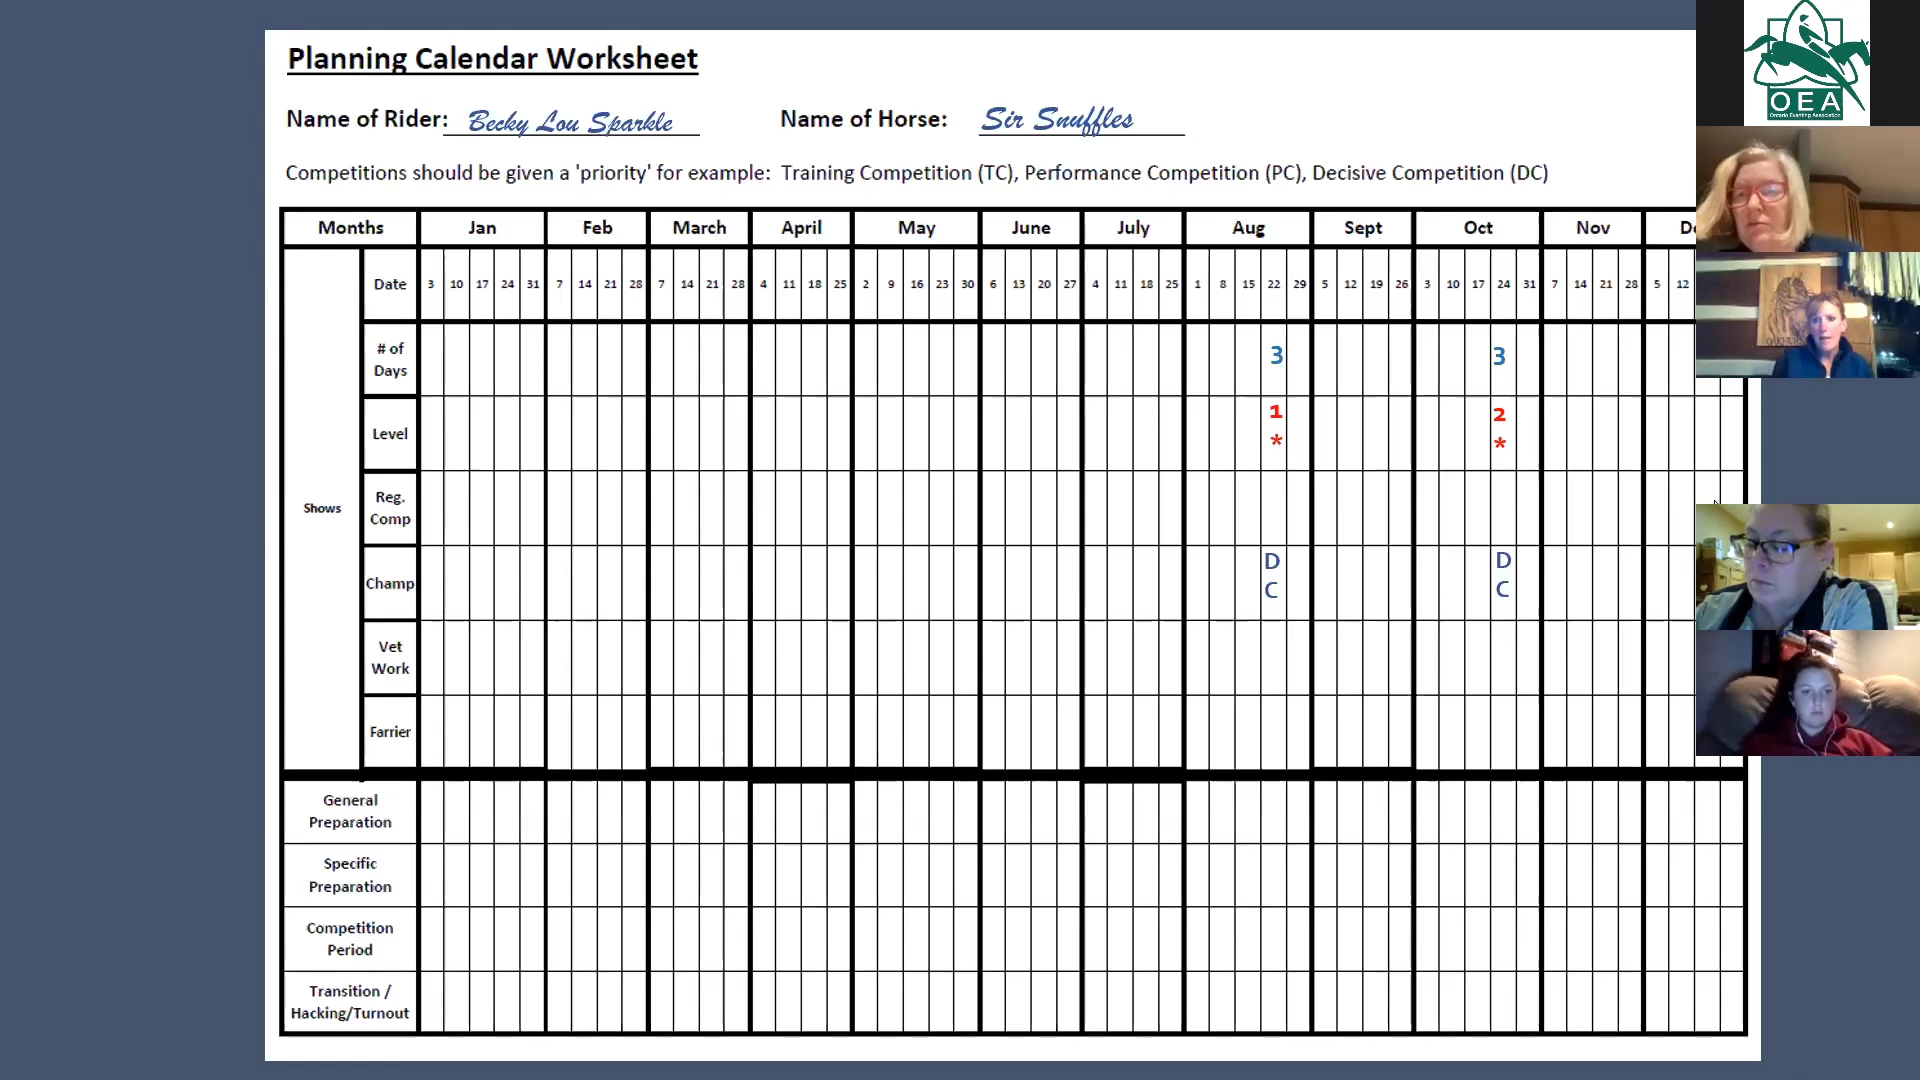 Planning Calendar Worksheet
Name of Rider: Becky Lou Sparkle Name of Horse: Sir Snuffles
Competitions should be given a 'priority' for example: Training Competition (TC), Performance Competition (PC), Decisive Competition (DC)
Months Jan Feb March April May June July Aug Sept Oct Nov
Date 3 10 17 24 31 7 14 21 28 7 14 21 28 4 11 18 25 2 9 16 23 30 6 13 20 27 4 11 18 25 1 8 15 22 29 5 12 19 26 3 10 17 24 31 7 14 21 28 5 12
# of
Days 3 3
Level 1
* 2
*
Shows
Reg.
Comp
Champ D
C D
C
Vet
Work
Farrier
General
Preparation
Specific
Preparation
Competition
Period
Transition /
Hacking/Turnout
OEA
Ontario Eventing Association